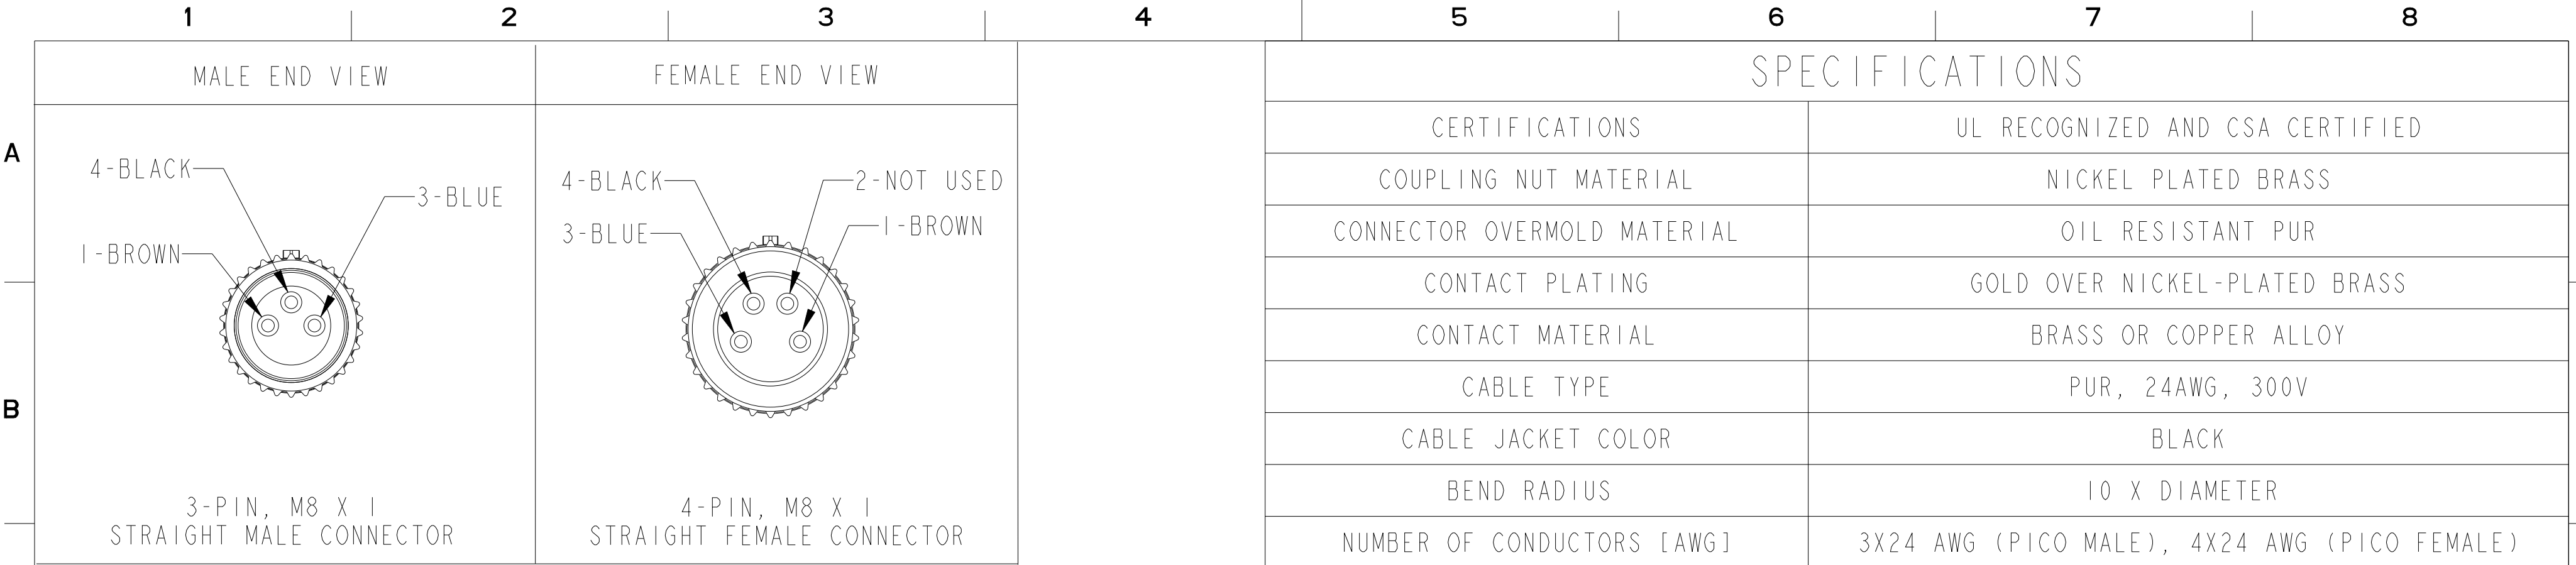 1 2 3 4 5 6 7 8
A
B
MALE END VIEW
4-BLACK
3-BLUE
1-BROWN
3-PIN, M8 X 1
STRAIGHT MALE CONNECTOR
FEMALE END VIEW
4-BLACK
2-NOT USED
3-BLUE
1-BROWN
4-PIN, M8 X 1
STRAIGHT FEMALE CONNECTOR
SPECIFICATIONS
CERTIFICATIONS UL RECOGNIZED AND CSA CERTIFIED
COUPLING NUT MATERIAL NICKEL PLATED BRASS
CONNECTOR OVERMOLD MATERIAL OIL RESISTANT PUR
CONTACT PLATING GOLD OVER NICKEL-PLATED BRASS
CONTACT MATERIAL BRASS OR COPPER ALLOY
CABLE TYPE PUR, 24AWG, 300V
CABLE JACKET COLOR BLACK
BEND RADIUS 10 X DIAMETER
NUMBER OF CONDUCTORS [AWG] 3X24 AWG (PICO MALE), 4X24 AWG (PICO FEMALE)